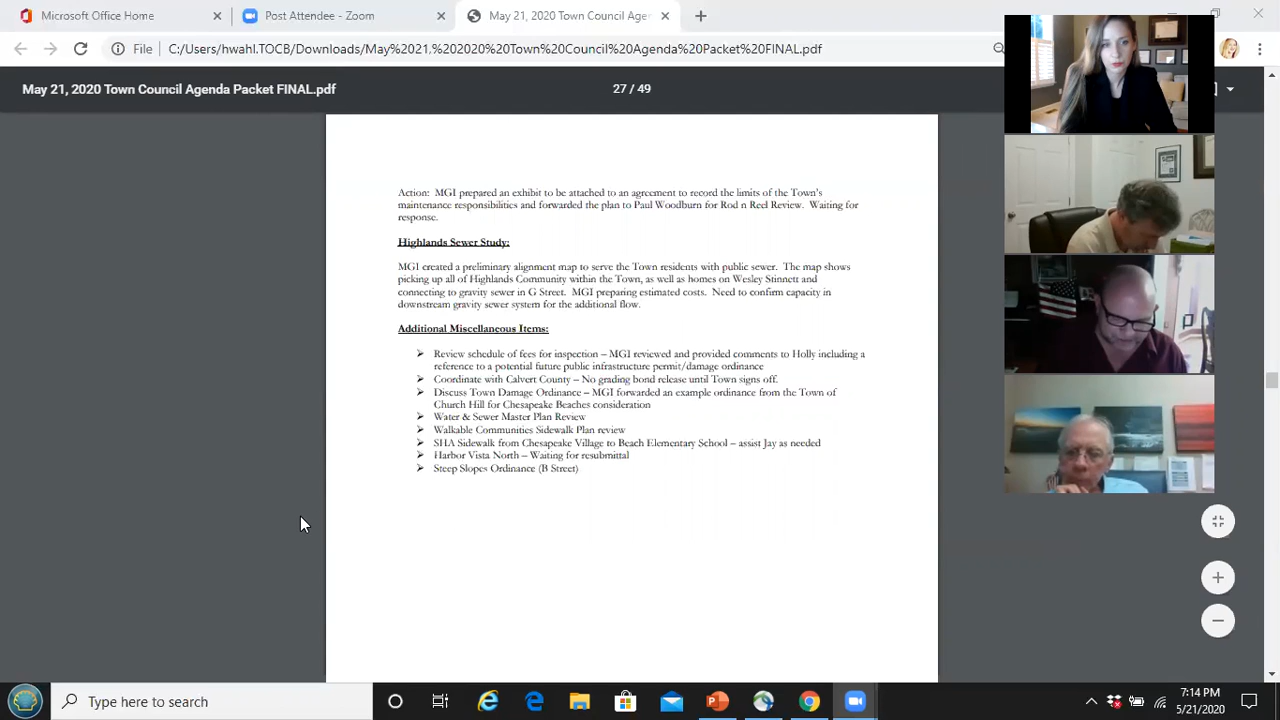 Microsoft Office Home
Post Attendee - Zoom
May 21, 2020 Town Council Agen
File
C:/Users/hwahl.TOCB/Downloads/May%2021,%202020%20Town%20Council%20Agenda%20Packet%20FINAL.pdf
May 21, 2020 Town Council Agenda Packet FINAL.pdf
27 / 49
Action: MGI prepared an exhibit to be attached to an agreement to record the limits of the Town's
maintenance responsibilities and forwarded the plan to Paul Woodburn for Rod n Reel Review. Waiting for
response.
Highlands Sewer Study:
MGI created a preliminary alignment map to serve the Town residents with public sewer. The map shows
picking up all of Highlands Community within the Town, as well as homes on Wesley Stinnett and
connecting to gravity sewer in G Street. MGI preparing estimated costs. Need to confirm capacity in
downstream gravity sewer system for the additional flow.
Additional Miscellaneous Items:
Review schedule of fees for inspection – MGI reviewed and provided comments to Holly including a
reference to a potential future public infrastructure permit/damage ordinance
Coordinate with Calvert County – No grading bond release until Town signs off.
Discuss Town Damage Ordinance – MGI forwarded an example ordinance from the Town of
Church Hill for Chesapeake Beaches consideration
Water & Sewer Master Plan Review
Walkable Communities Sidewalk Plan review
SHA Sidewalk from Chesapeake Village to Beach Elementary School – assist Jay as needed
Harbor Vista North – Waiting for resubmittal
Steep Slopes Ordinance (B Street)
Type here to search
7:14 PM
5/21/2020